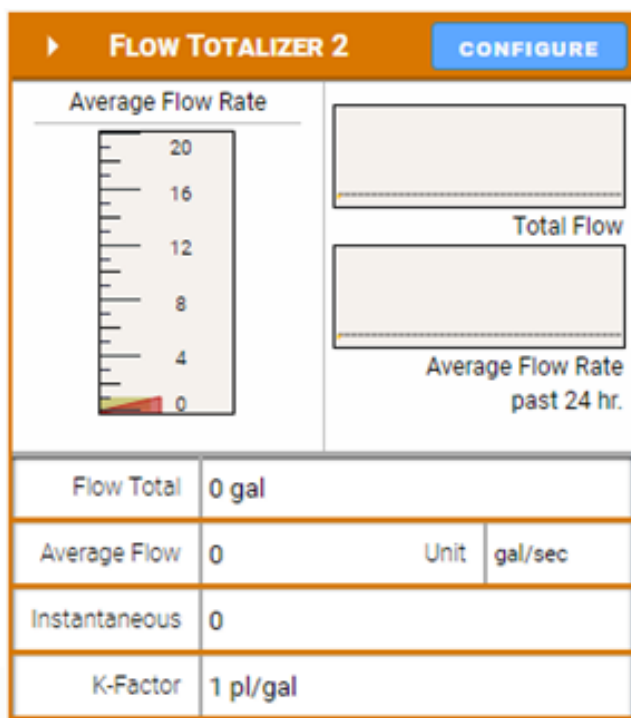 FLOW TOTALIZER 2
CONFIGURE
Average Flow Rate
20
16
12
8
4
0
Total Flow
Average Flow Rate
past 24 hr.
Flow Total 0 gal
Average Flow 0 Unit gal/sec
Instantaneous 0
K-Factor 1 pl/gal